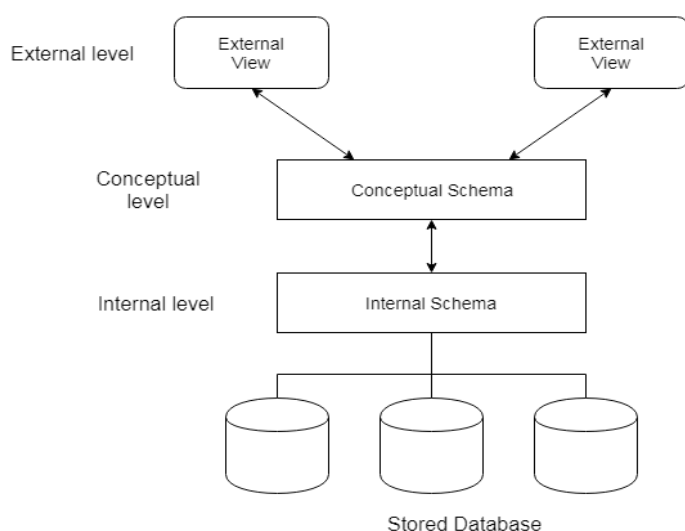 External level
External
View
External
View
Conceptual
level
Conceptual Schema
Internal level
Internal Schema
Stored Database